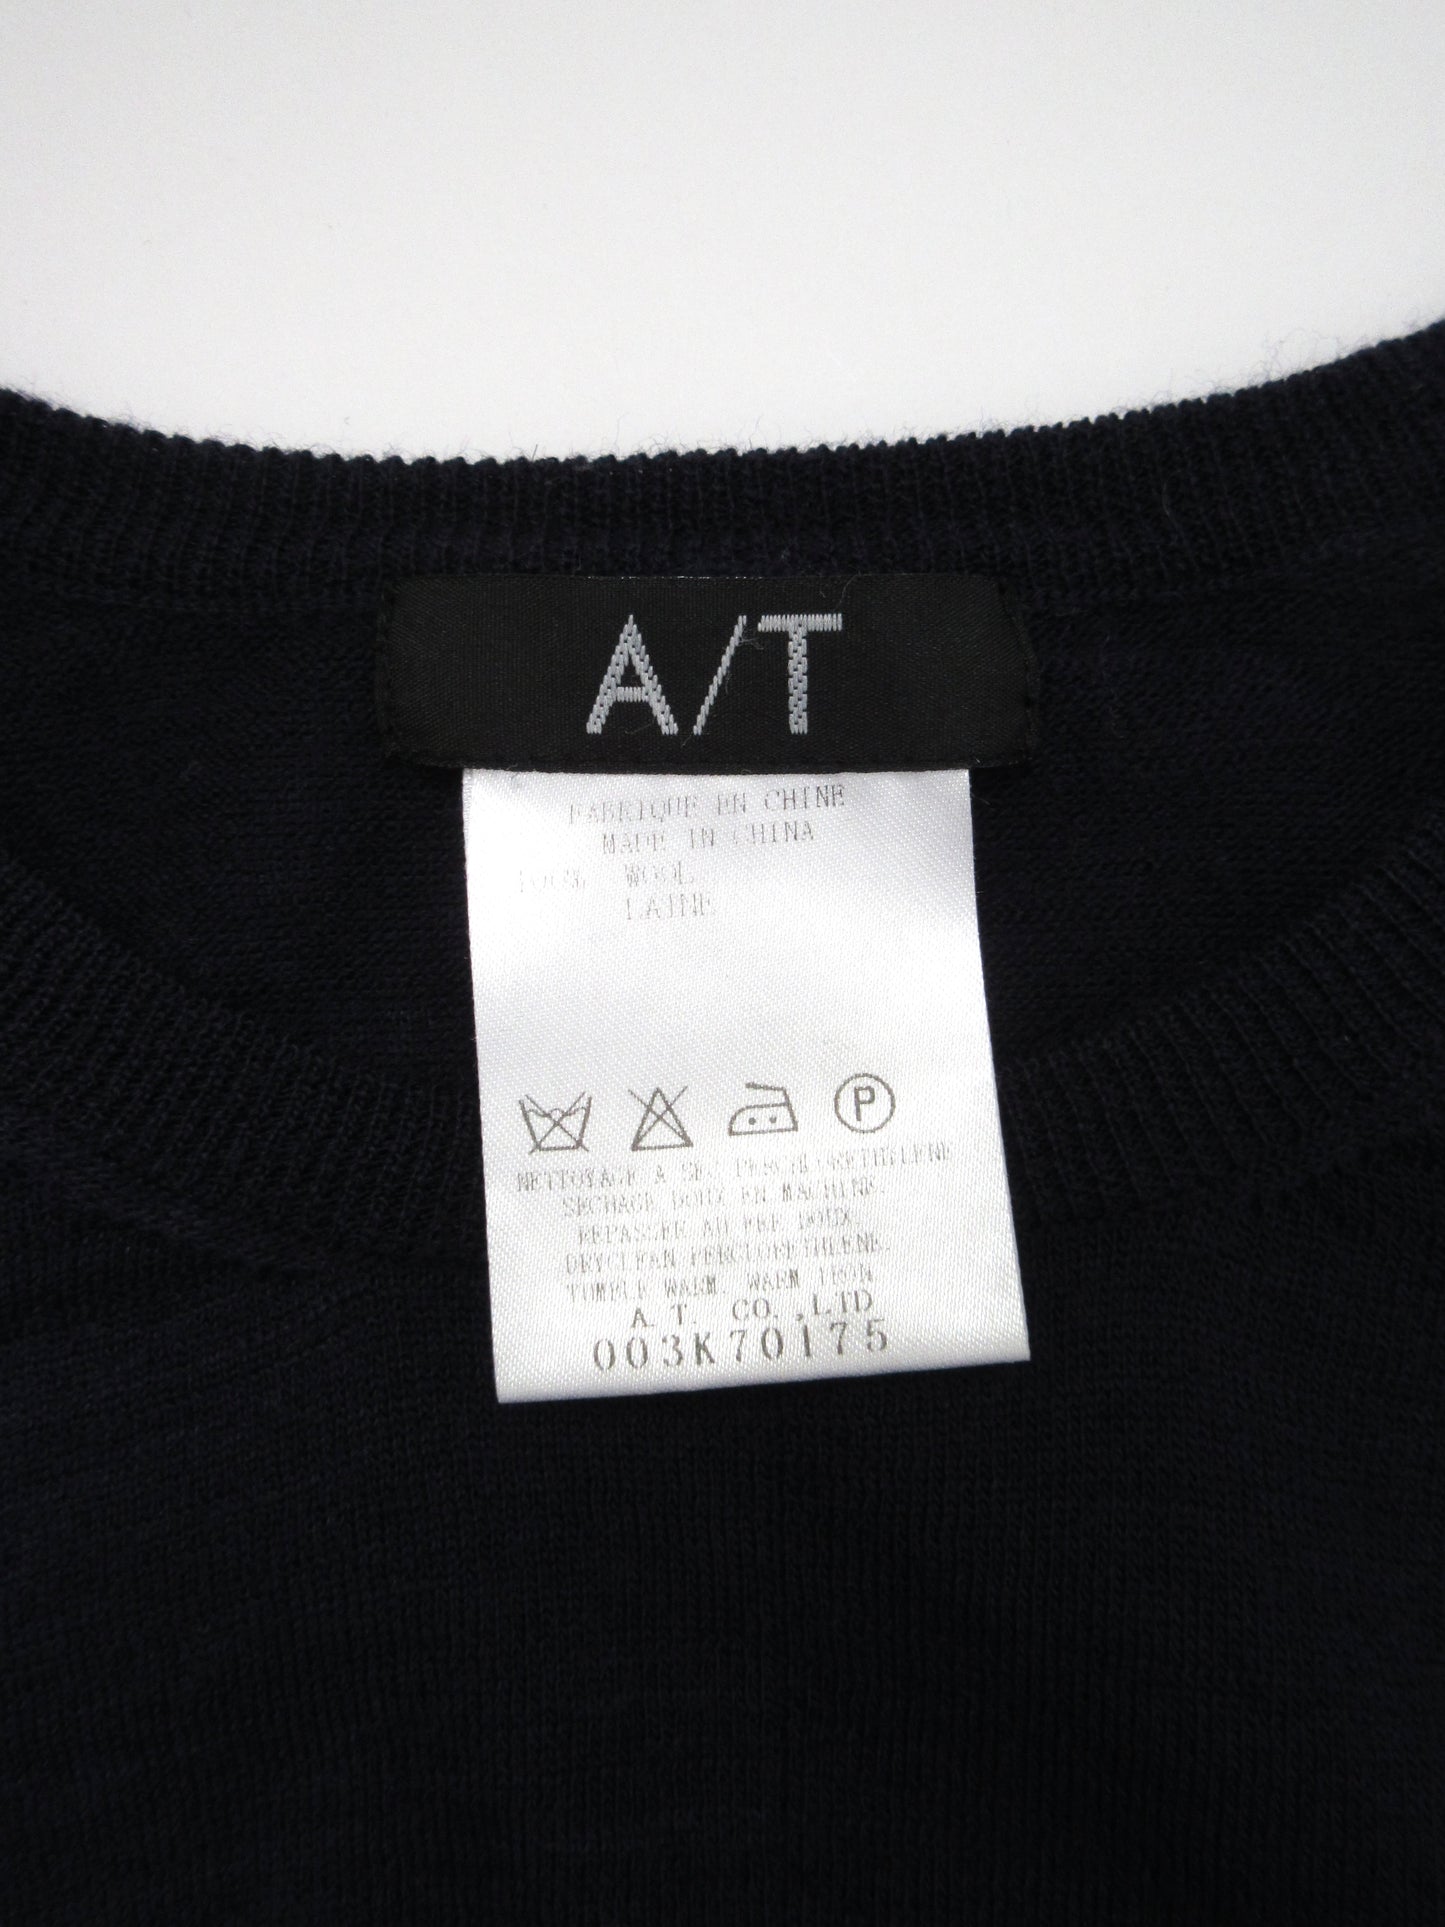 A/T
FABRIQUE EN CHINE
MADE IN CHINA
100% WOOL
LAINE
P
NETTOYAGE A SEC PERCHLORETHYLENE
SECHAGE DOUX EN MACHINE.
REPASSER AU FER DOUX.
DRYCLEAN PERCLORETHLENE.
TUMBLE WARM. WARM IRON
A. T. CO. ,LTD
003K70175